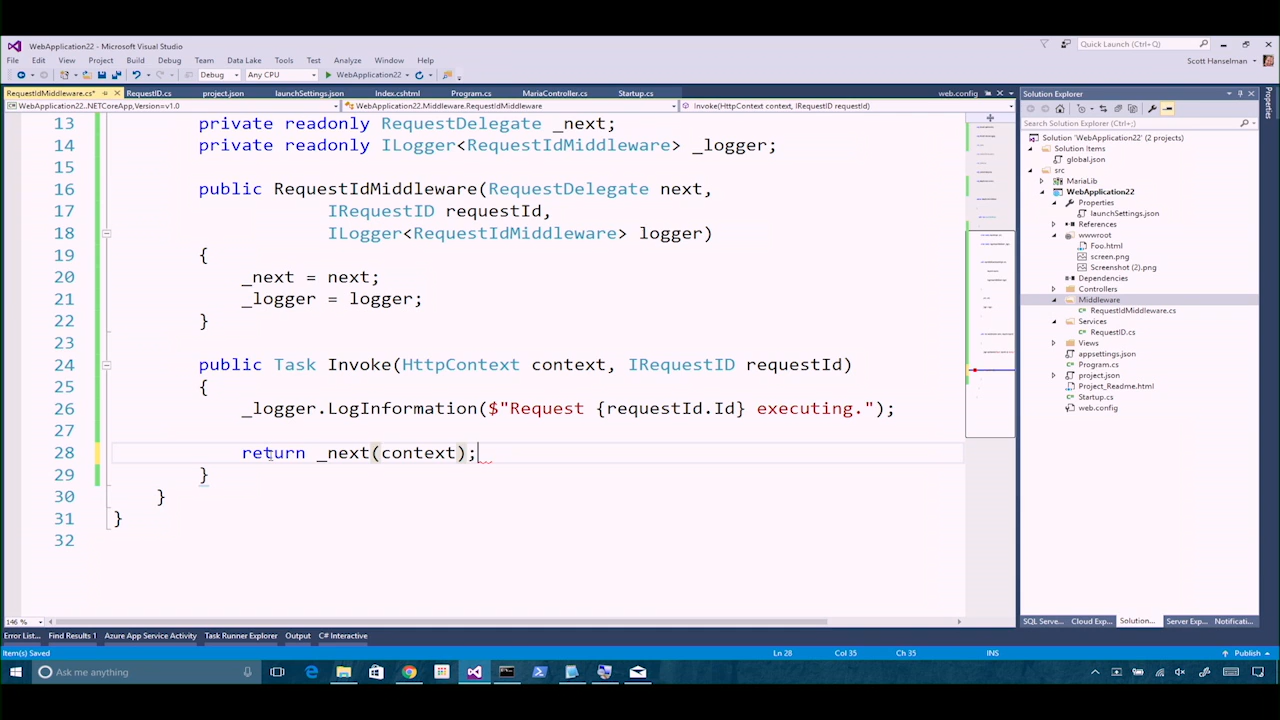 WebApplication22 - Microsoft Visual Studio
Quick Launch (Ctrl+Q)
File Edit View Project Build Debug Team Data Lake Tools Test Analyze Window Help
Scott Hanselman
Debug Any CPU WebApplication22
RequestIdMiddleware.cs* RequestID.cs project.json launchSettings.json Index.cshtml Program.cs MariaController.cs Startup.cs web.config
WebApplication22..NETCoreApp,Version=v1.0 WebApplication22.Middleware.RequestIdMiddleware Invoke(HttpContext context, IRequestID requestId)
13 private readonly RequestDelegate _next;
14 private readonly ILogger<RequestIdMiddleware> _logger;
15
16 public RequestIdMiddleware(RequestDelegate next,
17 IRequestID requestId,
18 ILogger<RequestIdMiddleware> logger)
19 {
20 _next = next;
21 _logger = logger;
22 }
23
24 public Task Invoke(HttpContext context, IRequestID requestId)
25 {
26 _logger.LogInformation($"Request {requestId.Id} executing.");
27
28 return _next(context);
29 }
30 }
31 }
32
146 %
Solution Explorer
Search Solution Explorer (Ctrl+;)
Solution 'WebApplication22' (2 projects)
Solution Items
global.json
src
MariaLib
WebApplication22
Properties
launchSettings.json
References
wwwroot
Foo.html
screen.png
Screenshot (2).png
Dependencies
Controllers
Middleware
RequestIdMiddleware.cs
Services
RequestID.cs
Views
appsettings.json
Program.cs
project.json
Project_Readme.html
Startup.cs
web.config
Properties
SQL Serve... Cloud Exp... Solution... Server Exp... Notificati...
Error List... Find Results 1 Azure App Service Activity Task Runner Explorer Output C# Interactive
Item(s) Saved Ln 28 Col 35 Ch 35 INS Publish
Ask me anything